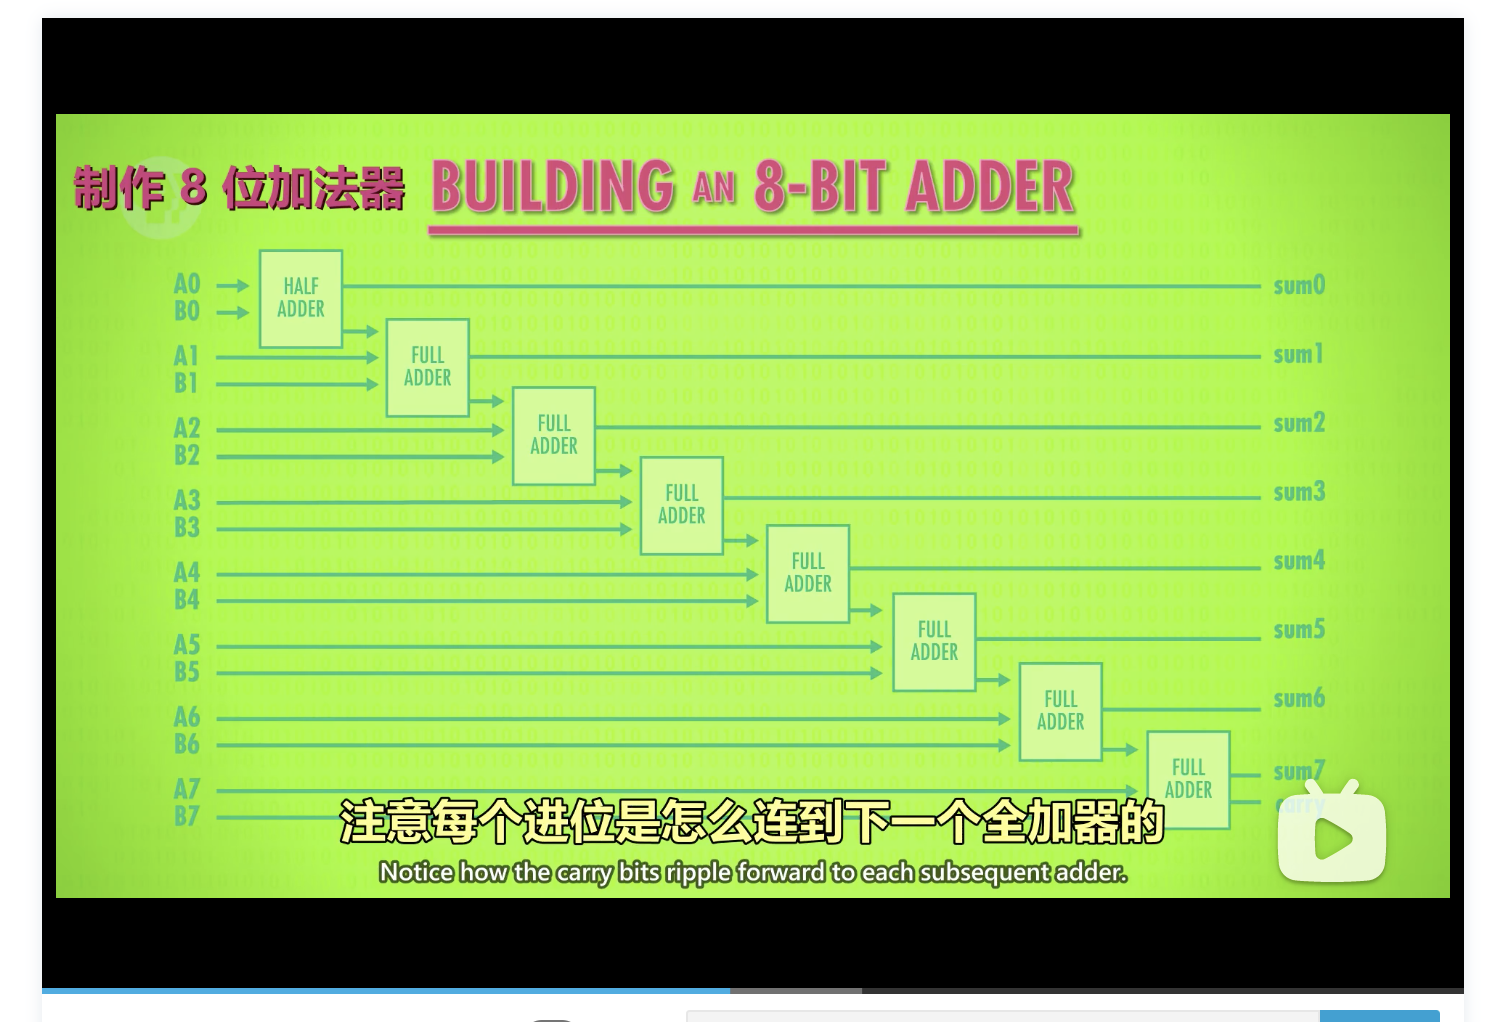 制作 8 位加法器 BUILDING AN 8-BIT ADDER
A0
B0
HALF
ADDER
sum0
A1
B1
FULL
ADDER
sum1
A2
B2
FULL
ADDER
sum2
A3
B3
FULL
ADDER
sum3
A4
B4
FULL
ADDER
sum4
A5
B5
FULL
ADDER
sum5
A6
B6
FULL
ADDER
sum6
A7
B7
FULL
ADDER
sum7
carry
注意每个进位是怎么连到下一个全加器的
Notice how the carry bits ripple forward to each subsequent adder.